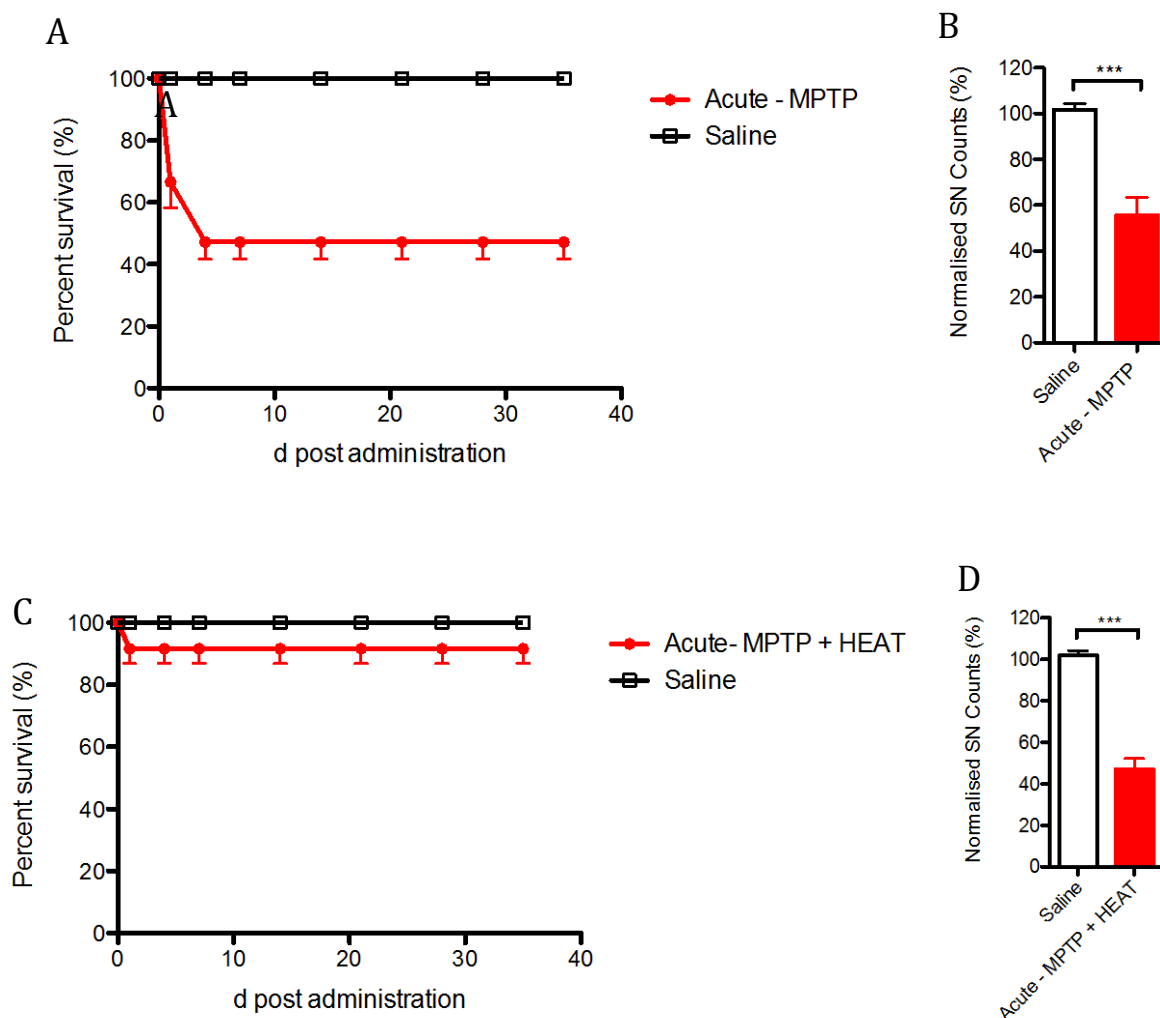 A
B
100
A
80
60
40
20
0
Percent survival (%)
0 10 20 30 40
d post administration
Acute - MPTP
Saline
120
100
80
60
40
20
0
Normalised SN Counts (%)
***
Saline
Acute - MPTP
C
D
100
80
60
40
20
0
Percent survival (%)
0 10 20 30 40
d post administration
Acute- MPTP + HEAT
Saline
120
100
80
60
40
20
0
Normalised SN Counts (%)
***
Saline
Acute - MPTP + HEAT